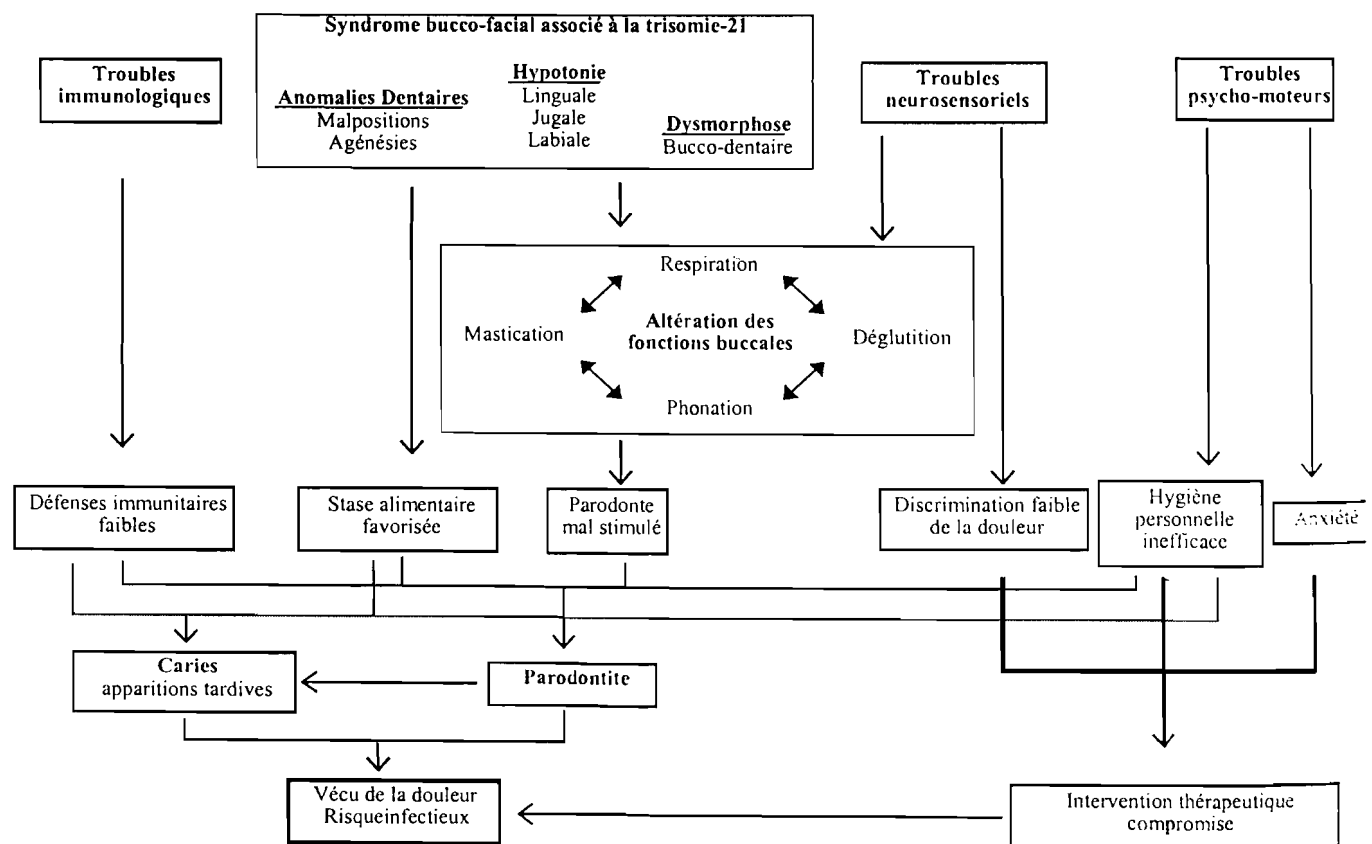 Syndrome bucco-facial associé à la trisomie-21
Troubles
immunologiques
Anomalies Dentaires
Malpositions
Agénésies
Hypotonie
Linguale
Jugale
Labiale
Dysmorphose
Bucco-dentaire
Troubles
neurosensoriels
Troubles
psycho-moteurs
Respiration
Mastication
Altération des
fonctions buccales
Déglutition
Phonation
Défenses immunitaires
faibles
Stase alimentaire
favorisée
Parodonte
mal stimulé
Discrimination faible
de la douleur
Hygiène
personnelle
inefficace
Anxiété
Caries
apparitions tardives
Parodontite
Vécu de la douleur
Risqueinfectieux
Intervention thérapeutique
compromise